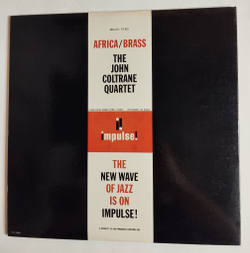 AFRICA/BRASS
THE
JOHN
COLTRANE
QUARTET
impulse!
THE
NEW WAVE
OF JAZZ
IS ON
IMPULSE!